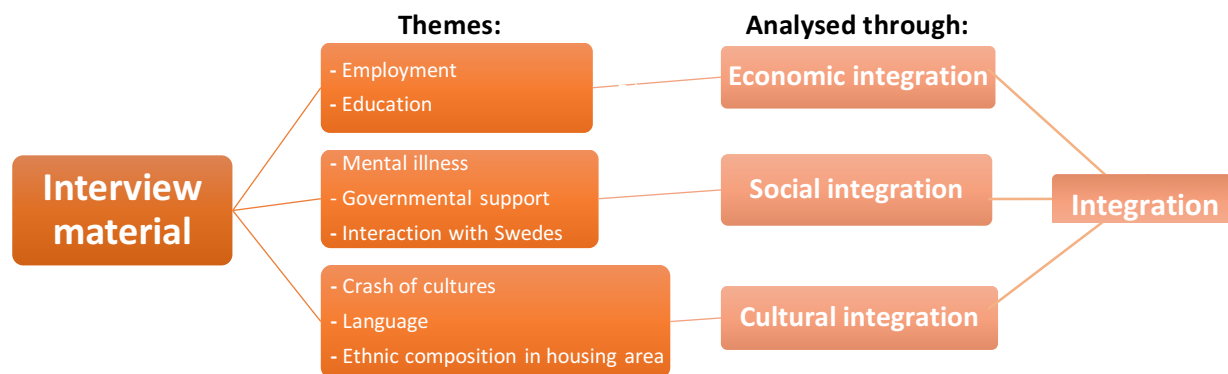 Themes:
Analysed through:
- Employment
- Education
Economic integration
Interview
material
- Mental illness
- Governmental support
- Interaction with Swedes
Social integration
Integration
- Crash of cultures
- Language
- Ethnic composition in housing area
Cultural integration